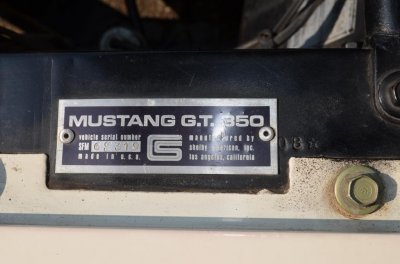 MUSTANG G.T. 350
vehicle serial number
manufactured by
SFM
shelby american, inc.
made in U.S.A.
los angeles, california